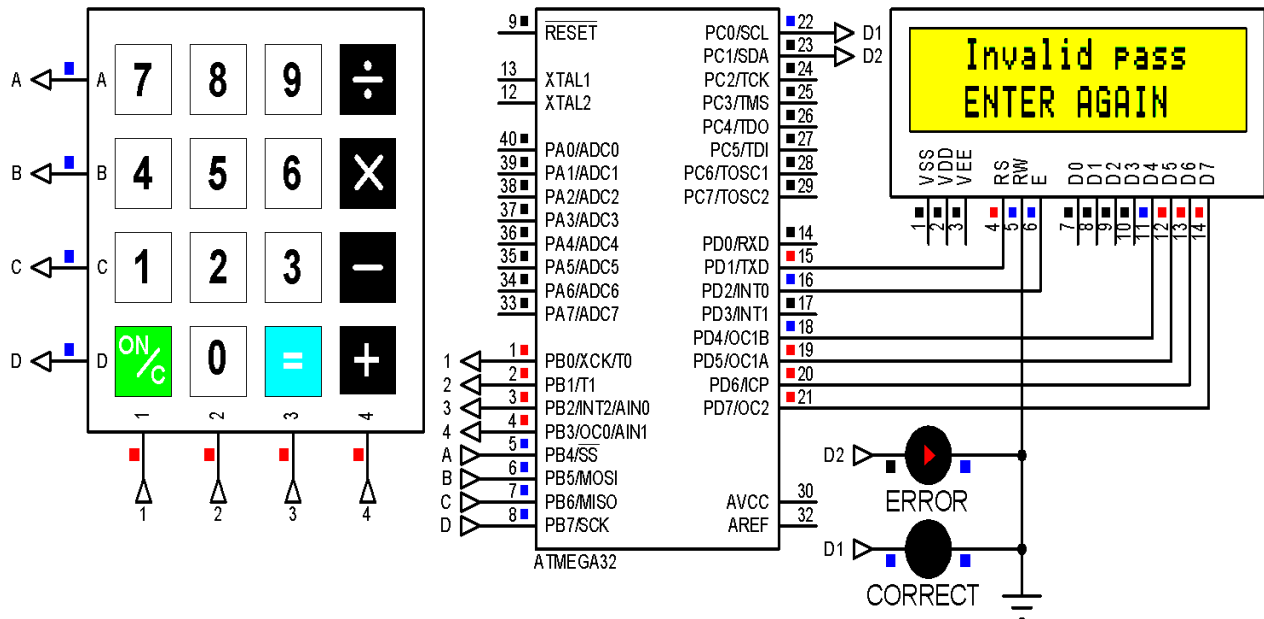 A A 7 8 9 ÷
B B 4 5 6 ×
C C 1 2 3 −
D D ON/C 0 = +
1 2 3 4
1 2 3 4
9 RESET
13 XTAL1
12 XTAL2
40 PA0/ADC0
39 PA1/ADC1
38 PA2/ADC2
37 PA3/ADC3
36 PA4/ADC4
35 PA5/ADC5
34 PA6/ADC6
33 PA7/ADC7
1 1 PB0/XCK/T0
2 2 PB1/T1
3 3 PB2/INT2/AIN0
4 4 PB3/OC0/AIN1
A 5 PB4/SS
B 6 PB5/MOSI
C 7 PB6/MISO
D 8 PB7/SCK
PC0/SCL 22 D1
PC1/SDA 23 D2
PC2/TCK 24
PC3/TMS 25
PC4/TDO 26
PC5/TDI 27
PC6/TOSC1 28
PC7/TOSC2 29
PD0/RXD 14
PD1/TXD 15
PD2/INT0 16
PD3/INT1 17
PD4/OC1B 18
PD5/OC1A 19
PD6/ICP 20
PD7/OC2 21
AVCC 30
AREF 32
ATMEGA32
Invalid pass
ENTER AGAIN
VSS VDD VEE RS RW E D0 D1 D2 D3 D4 D5 D6 D7
1 2 3 4 5 6 7 8 9 10 11 12 13 14
D2
ERROR
D1
CORRECT